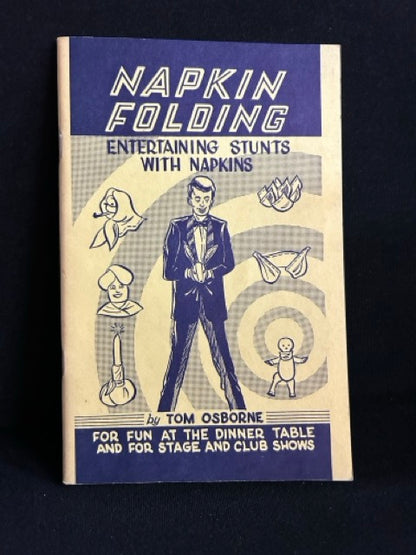 NAPKIN
FOLDING
ENTERTAINING STUNTS
WITH NAPKINS
by TOM OSBORNE
FOR FUN AT THE DINNER TABLE
AND FOR STAGE AND CLUB SHOWS